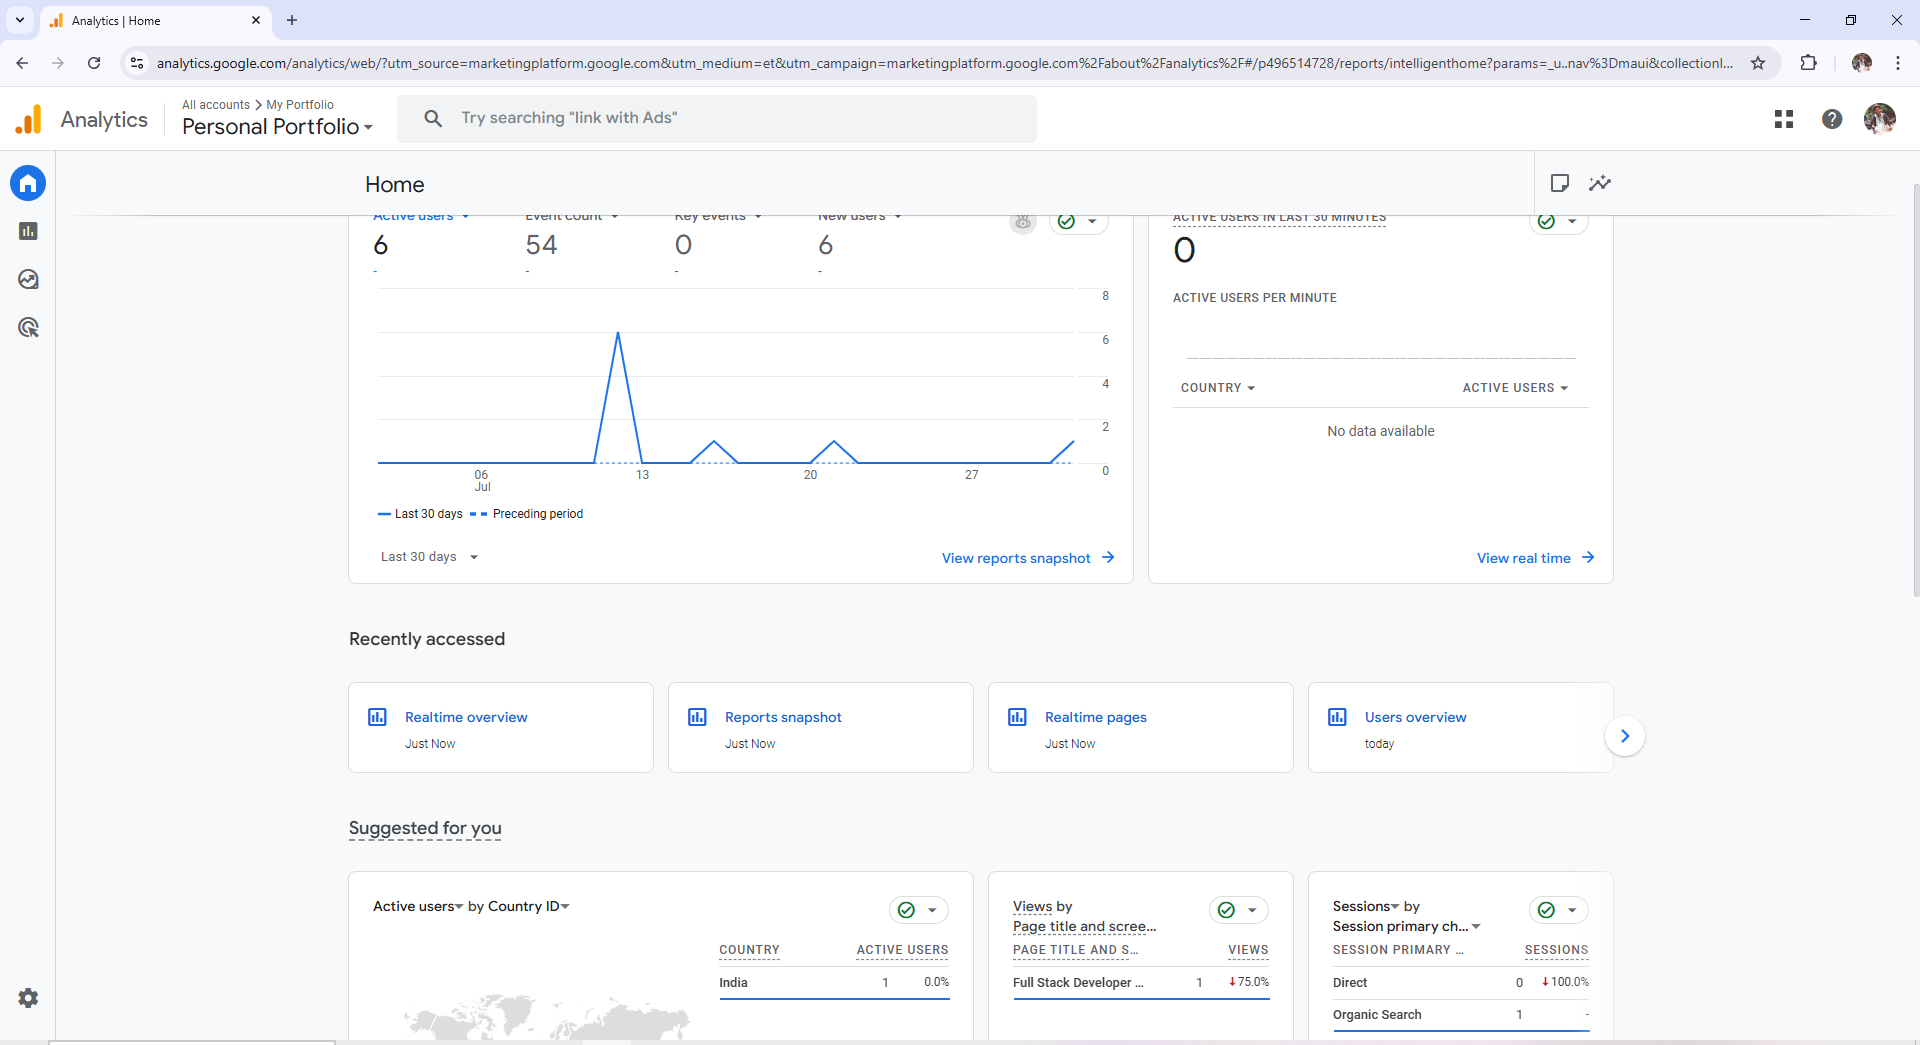 Analytics | Home
analytics.google.com/analytics/web/?utm_source=marketingplatform.google.com&utm_medium=et&utm_campaign=marketingplatform.google.com%2Fabout%2Fanalytics%2F#/p496514728/reports/intelligenthome?params=_u..nav%3Dmaui&collectionI...
Analytics
All accounts > My Portfolio
Personal Portfolio
Try searching "link with Ads"
Home
Active users
Event count
Key events
New users
6
54
0
6
-
-
-
-
8
6
4
2
0
06
Jul
13
20
27
Last 30 days
Preceding period
Last 30 days
View reports snapshot
ACTIVE USERS IN LAST 30 MINUTES
0
ACTIVE USERS PER MINUTE
COUNTRY
ACTIVE USERS
No data available
View real time
Recently accessed
Realtime overview
Just Now
Reports snapshot
Just Now
Realtime pages
Just Now
Users overview
today
Suggested for you
Active users by Country ID
COUNTRY
ACTIVE USERS
India
1
0.0%
Views by
Page title and scree...
PAGE TITLE AND S...
VIEWS
Full Stack Developer ...
1
75.0%
Sessions by
Session primary ch...
SESSION PRIMARY ...
SESSIONS
Direct
0
100.0%
Organic Search
1
-